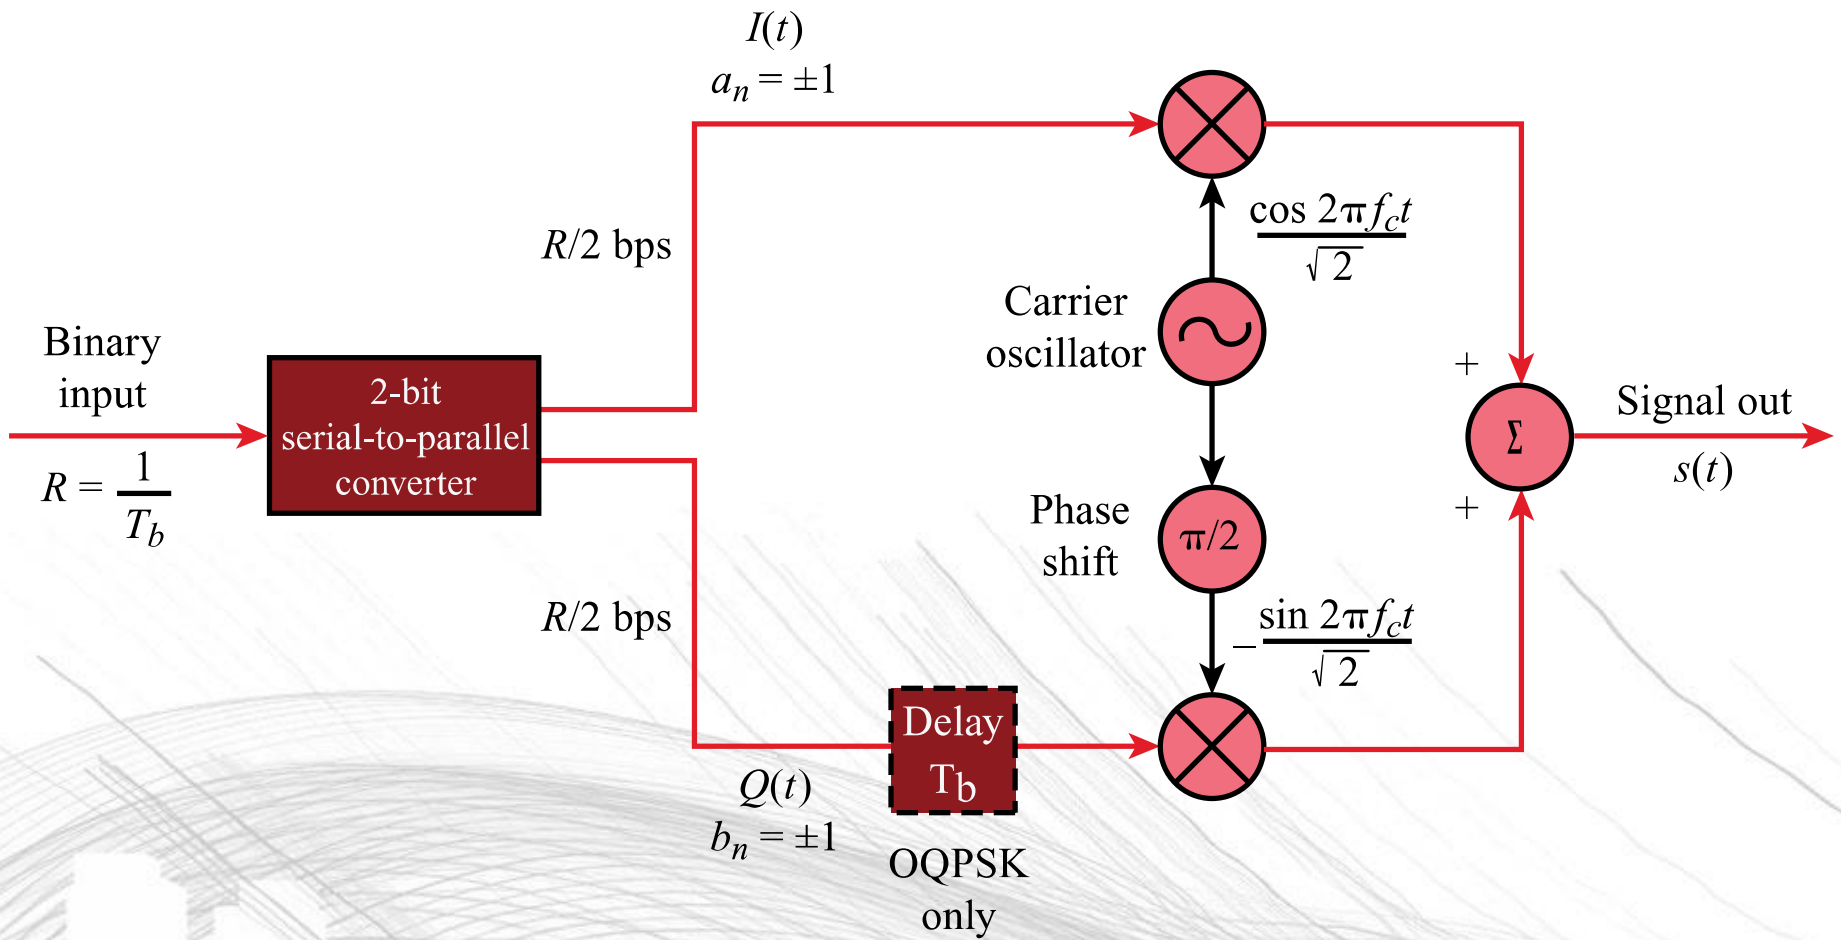 I(t)
a_n = ±1
R/2 bps
cos 2πf_c t
√2
Carrier
oscillator
Binary
input
R = 1/T_b
2-bit
serial-to-parallel
converter
+
Σ
+
Signal out
s(t)
Phase
shift
π/2
R/2 bps
– sin 2πf_c t
√2
Delay
T_b
Q(t)
b_n = ±1
OQPSK
only